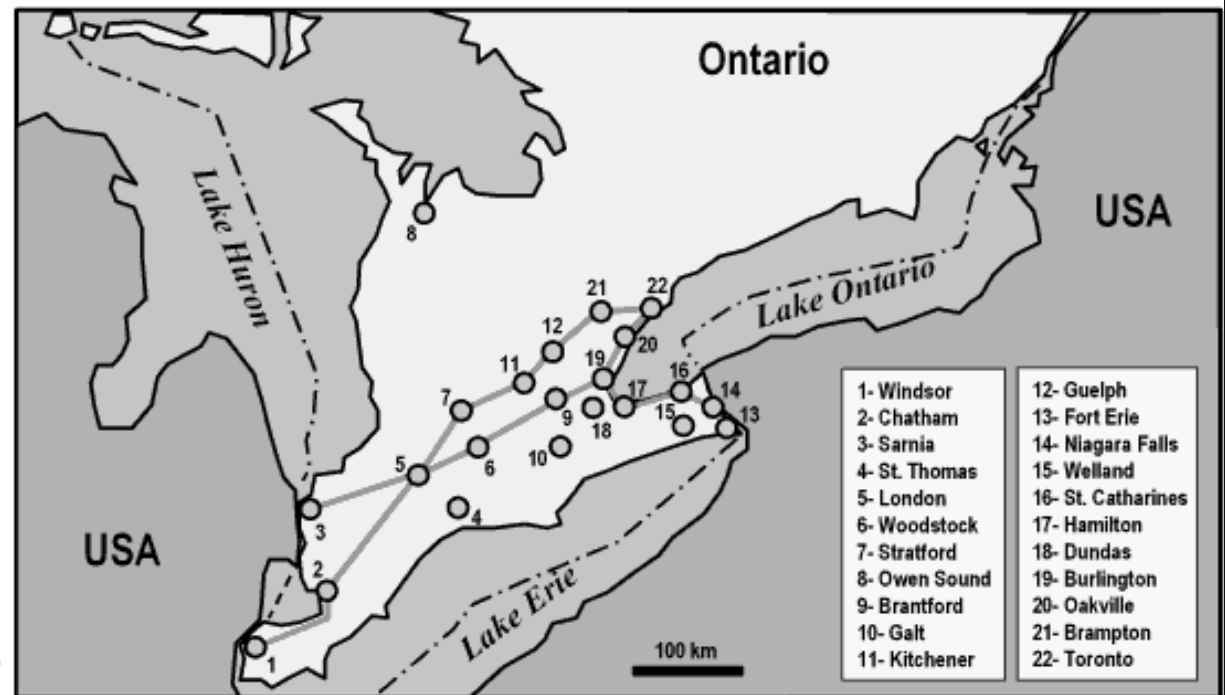 Ontario
USA
Lake Huron
Lake Ontario
8
21
22
12
20
11
19
7
16
17
14
9
15
13
18
10
6
5
4
3
USA
2
Lake Erie
1
100 km
1- Windsor
2- Chatham
3- Sarnia
4- St. Thomas
5- London
6- Woodstock
7- Stratford
8- Owen Sound
9- Brantford
10- Galt
11- Kitchener
12- Guelph
13- Fort Erie
14- Niagara Falls
15- Welland
16- St. Catharines
17- Hamilton
18- Dundas
19- Burlington
20- Oakville
21- Brampton
22- Toronto